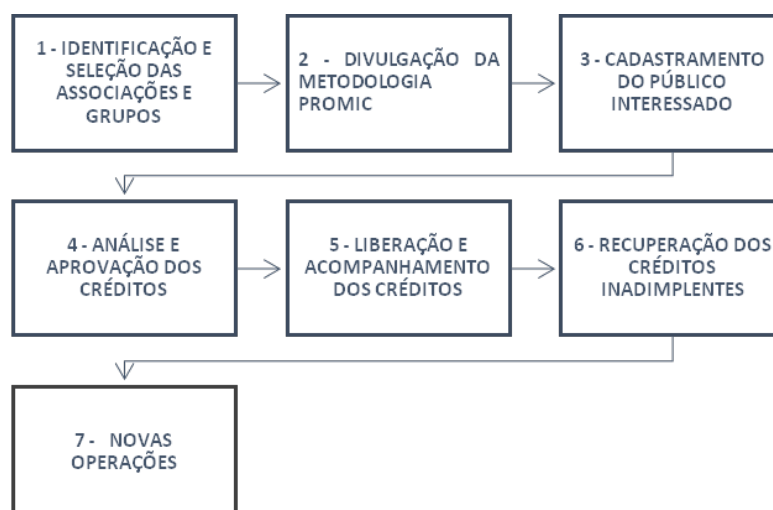 1 - IDENTIFICAÇÃO E
SELEÇÃO DAS
ASSOCIAÇÕES E
GRUPOS
2 - DIVULGAÇÃO DA
METODOLOGIA
PROMIC
3 - CADASTRAMENTO
DO PÚBLICO
INTERESSADO
4 - ANÁLISE E
APROVAÇÃO DOS
CRÉDITOS
5 - LIBERAÇÃO E
ACOMPANHAMENTO
DOS CRÉDITOS
6 - RECUPERAÇÃO DOS
CRÉDITOS
INADIMPLENTES
7 - NOVAS
OPERAÇÕES